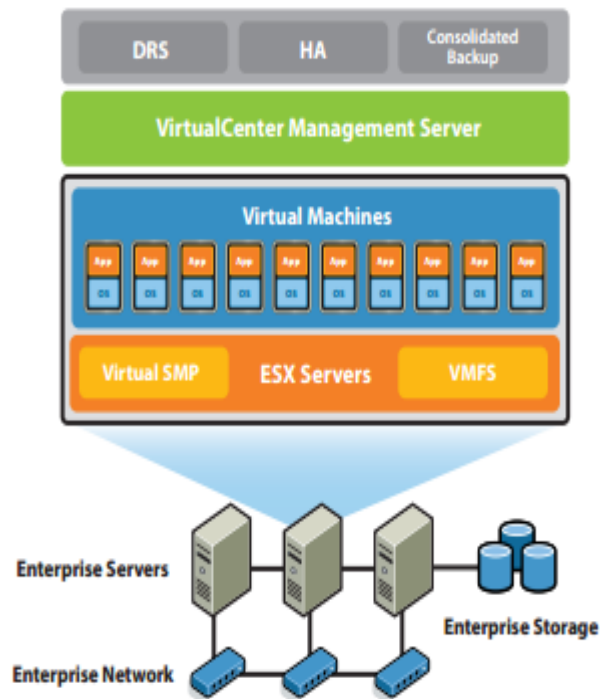 DRS
HA
Consolidated
Backup
VirtualCenter Management Server
Virtual Machines
App App App App App App App App App App
OS OS OS OS OS OS OS OS OS OS
Virtual SMP
ESX Servers
VMFS
Enterprise Servers
Enterprise Storage
Enterprise Network